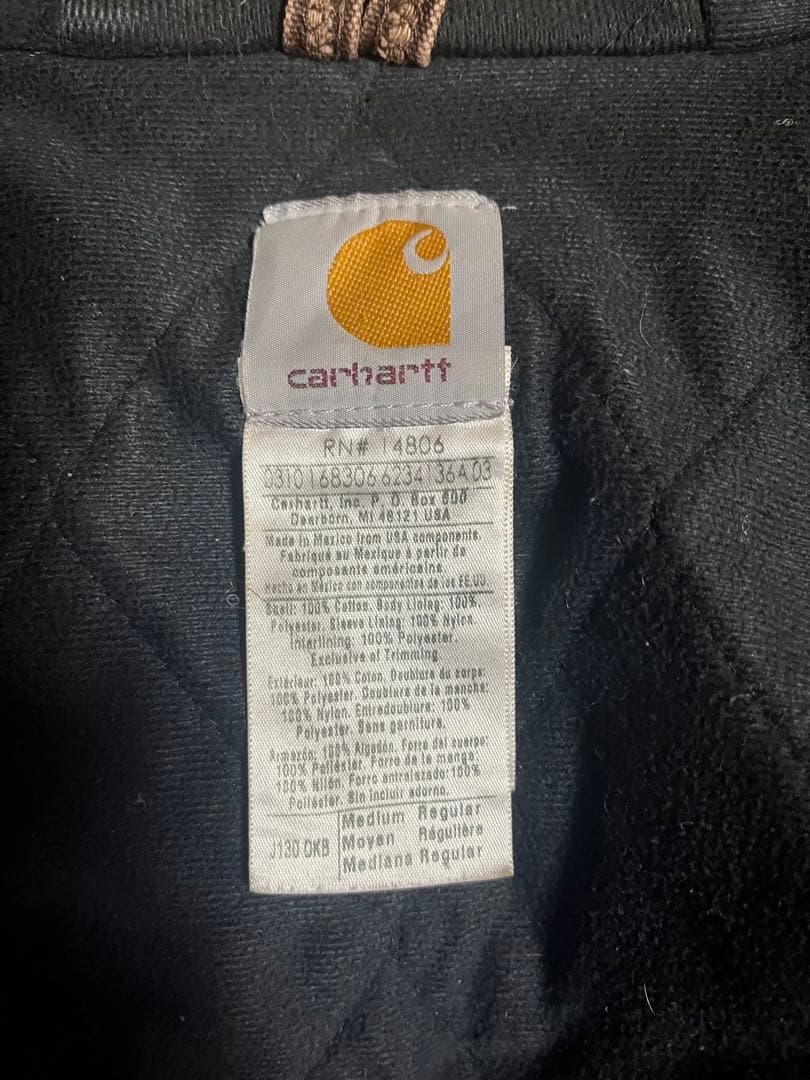 carhartt
RN# 14806
03101683066234136A 03
Carhartt, Inc. P. O. Box 600
Dearborn, MI 48121 USA
Made in Mexico from USA components.
Fabriqué au Mexique à partir de
composants américains.
Hecho en México con componentes de los EE.UU.
Shell: 100% Cotton. Body Lining: 100%.
Polyester. Sleeve Lining: 100% Nylon.
Interlining: 100% Polyester.
Exclusive of Trimming.
Extérieur: 100% Coton. Doublure du corps:
100% Polyester. Doublure de la manche:
100% Nylon. Entredoublure: 100%
Polyester. Sans garniture.
Armazón: 100% Algodón. Forro del cuerpo:
100% Poliéster. Forro de la manga:
100% Nilón. Forro entrelazado: 100%
Poliéster. Sin incluir adorno.
J130 DKB
Medium Regular
Moyen Régulière
Mediana Regular